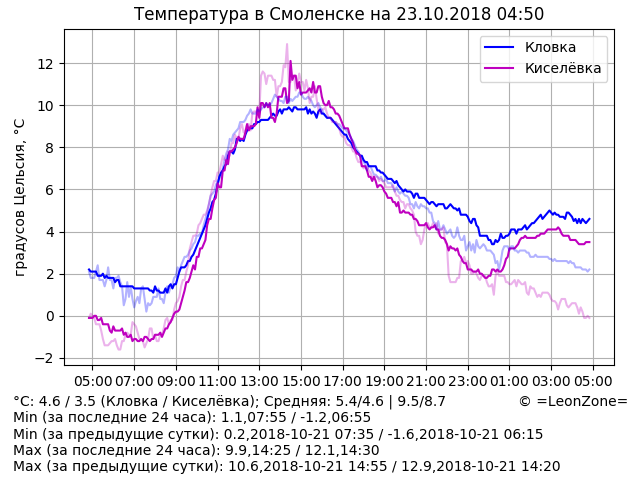 Температура в Смоленске на 23.10.2018 04:50
градусов Цельсия, °C
Кловка
Киселёвка
12
10
8
6
4
2
0
−2
05:00 07:00 09:00 11:00 13:00 15:00 17:00 19:00 21:00 23:00 01:00 03:00 05:00
°C: 4.6 / 3.5 (Кловка / Киселёвка); Средняя: 5.4/4.6 | 9.5/8.7
© =LeonZone=
Min (за последние 24 часа): 1.1,07:55 / -1.2,06:55
Min (за предыдущие сутки): 0.2,2018-10-21 07:35 / -1.6,2018-10-21 06:15
Max (за последние 24 часа): 9.9,14:25 / 12.1,14:30
Max (за предыдущие сутки): 10.6,2018-10-21 14:55 / 12.9,2018-10-21 14:20